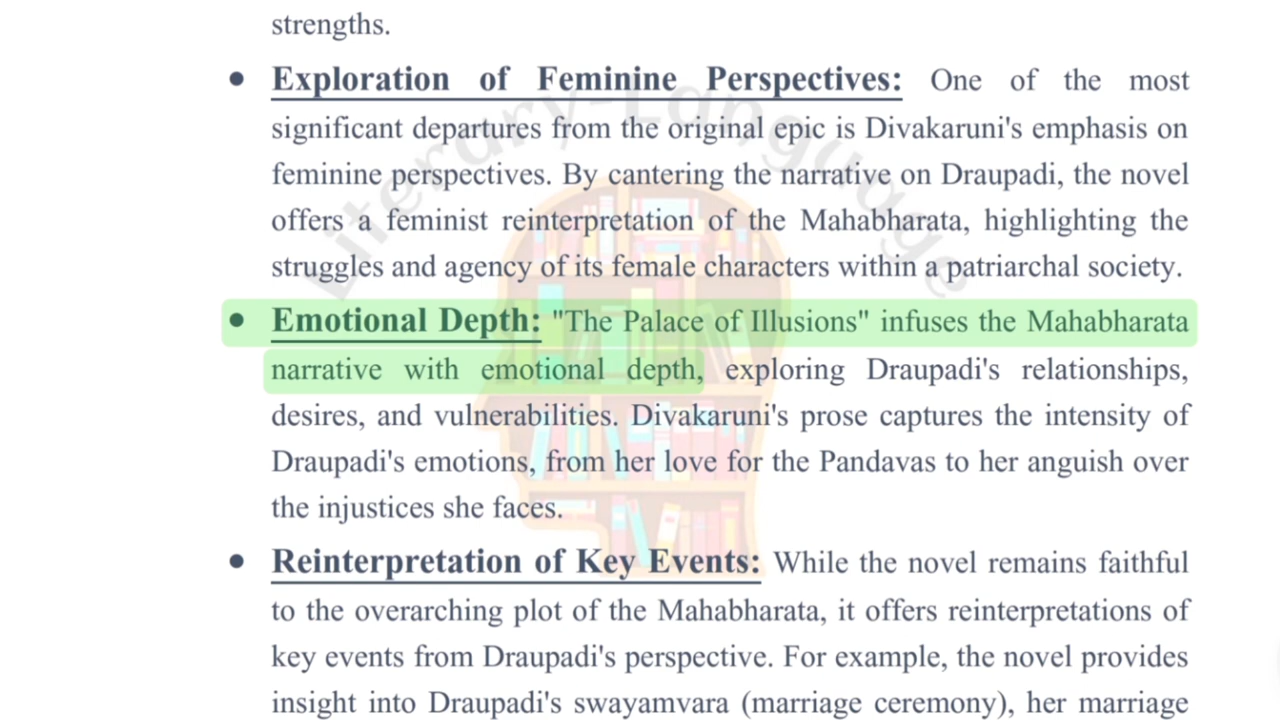 strengths.
● Exploration of Feminine Perspectives: One of the most
significant departures from the original epic is Divakaruni's emphasis on
feminine perspectives. By cantering the narrative on Draupadi, the novel
offers a feminist reinterpretation of the Mahabharata, highlighting the
struggles and agency of its female characters within a patriarchal society.
● Emotional Depth: "The Palace of Illusions" infuses the Mahabharata
narrative with emotional depth, exploring Draupadi's relationships,
desires, and vulnerabilities. Divakaruni's prose captures the intensity of
Draupadi's emotions, from her love for the Pandavas to her anguish over
the injustices she faces.
● Reinterpretation of Key Events: While the novel remains faithful
to the overarching plot of the Mahabharata, it offers reinterpretations of
key events from Draupadi's perspective. For example, the novel provides
insight into Draupadi's swayamvara (marriage ceremony), her marriage
Literary-Language